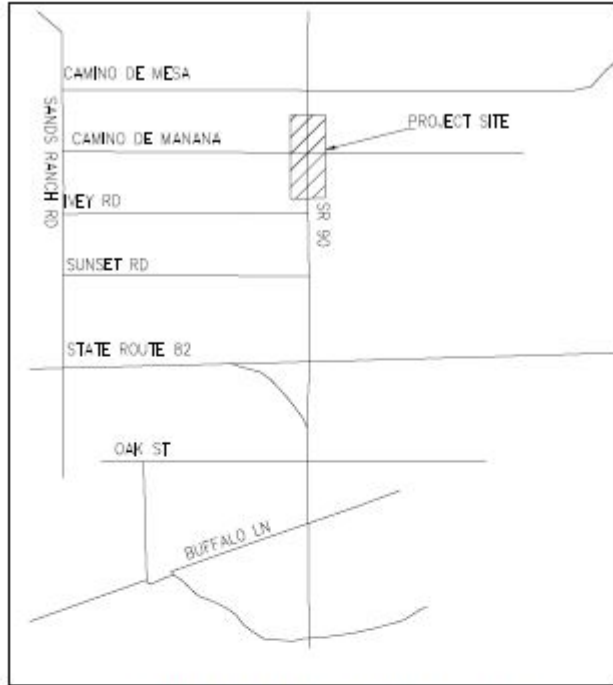 CAMINO DE MESA
SANDS RANCH RD
CAMINO DE MANANA
PROJECT SITE
IVEY RD
SR 90
SUNSET RD
STATE ROUTE 82
OAK ST
BUFFALO LN